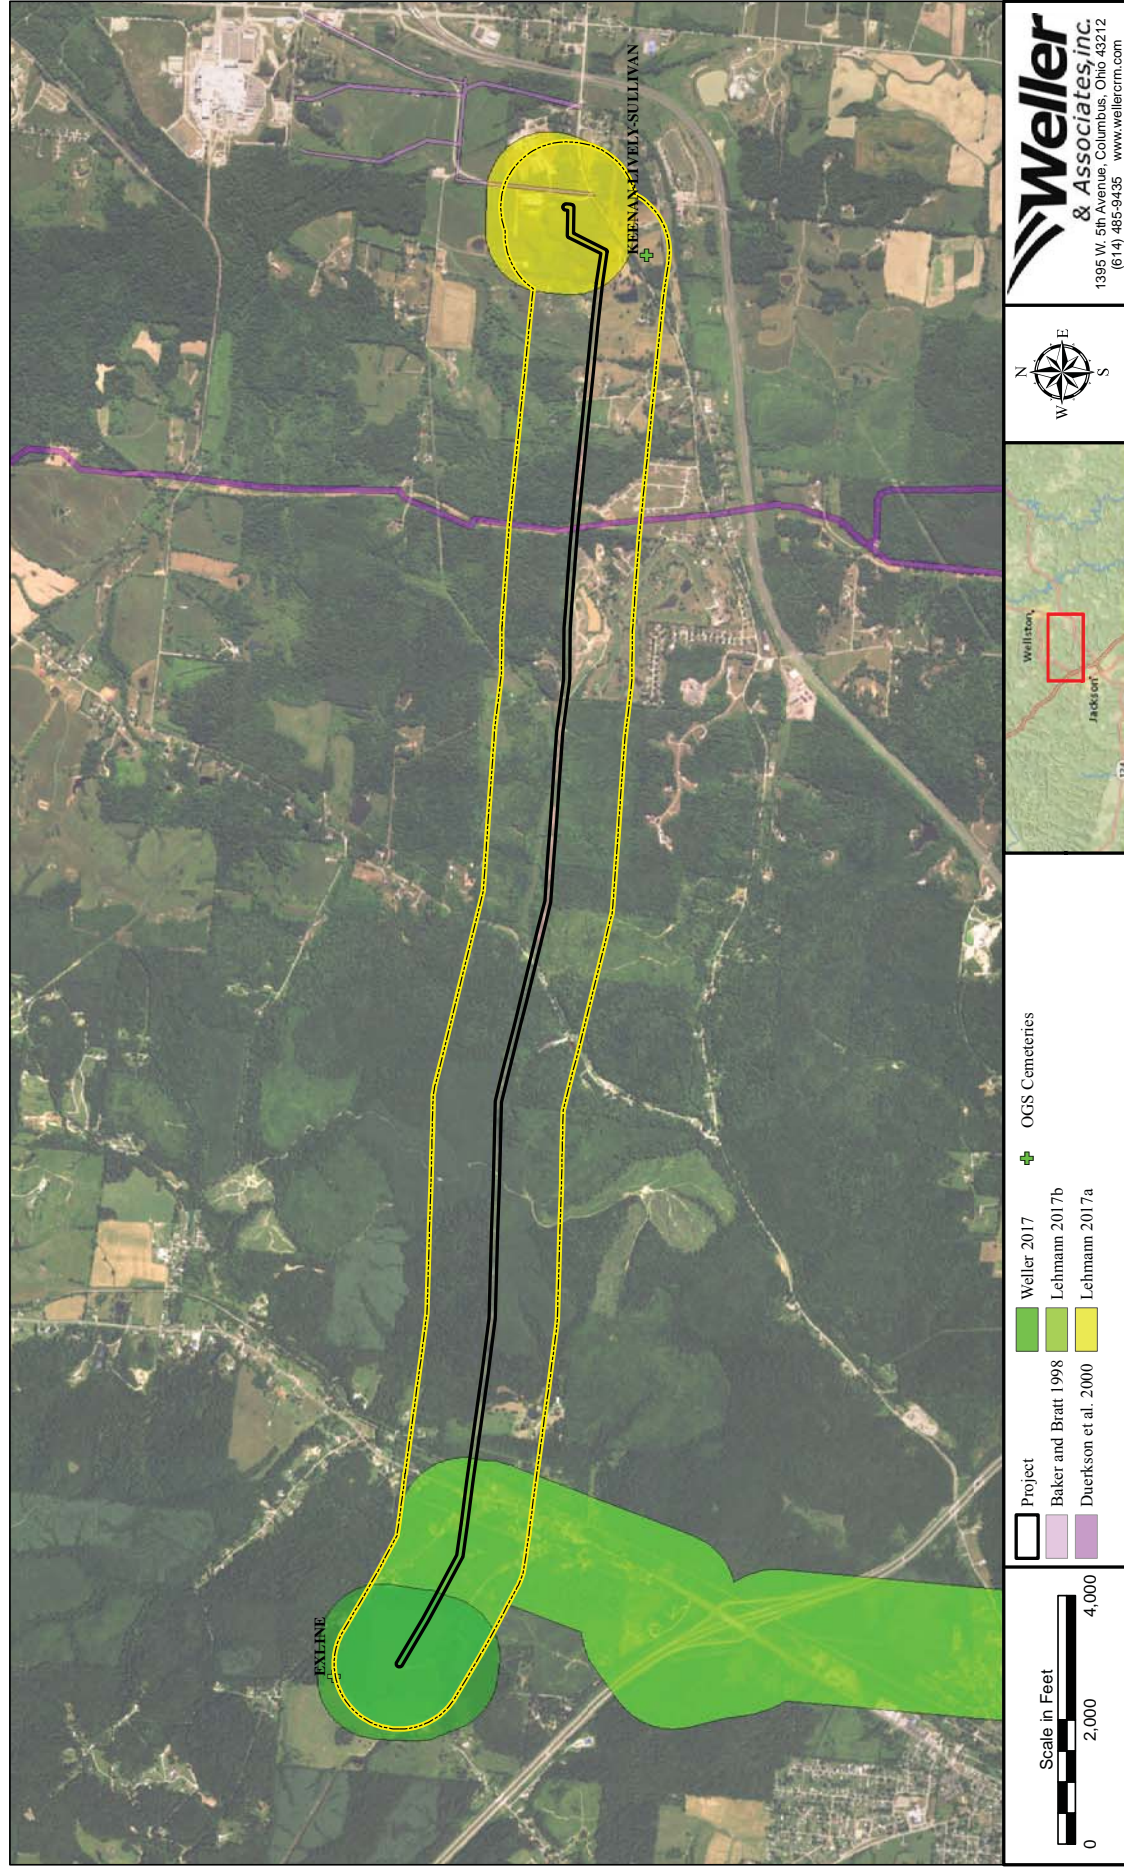 EXLINE
KEENAN-LIVELY-SULLIVAN
Scale in Feet
0 2,000 4,000
Project
Baker and Bratt 1998
Duerkson et al. 2000
Weller 2017
Lehmann 2017b
Lehmann 2017a
OGS Cemeteries
Wellston
Jackson
N
W E
S
Weller
& Associates, inc.
1395 W. 5th Avenue, Columbus, Ohio 43212
(614) 485-9435 www.wellercrm.com